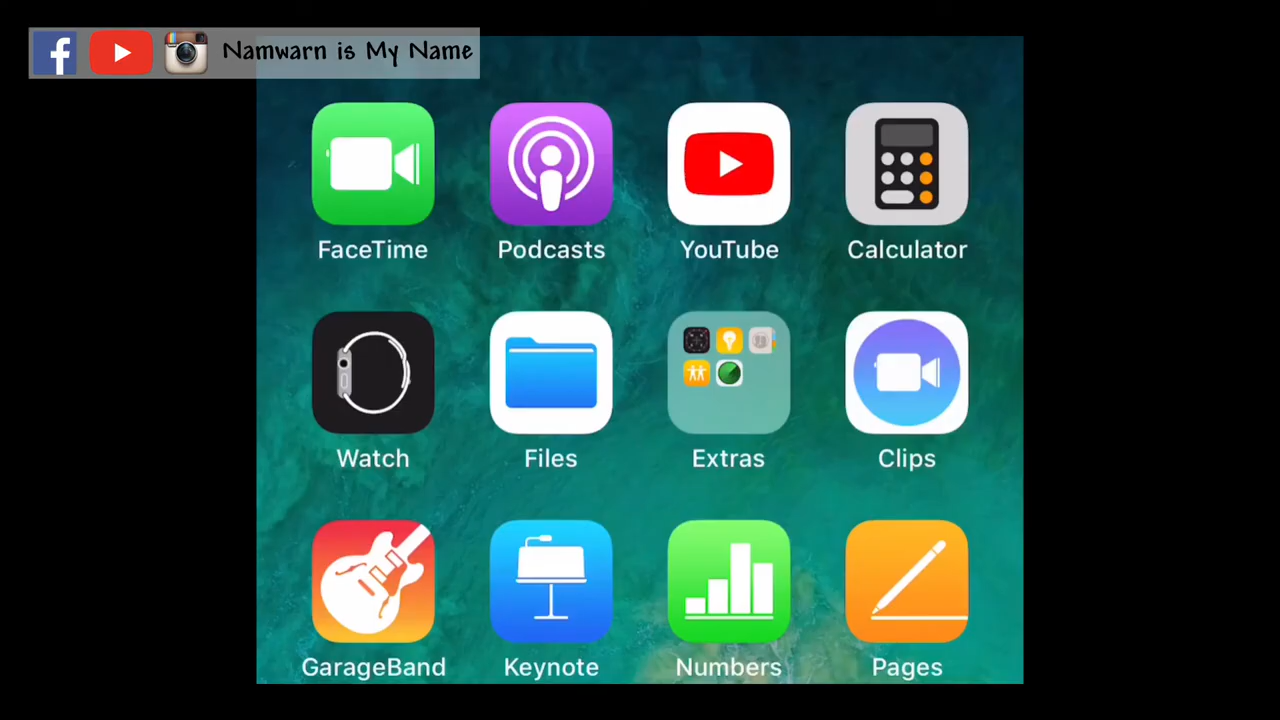 Namwarn is My Name
FaceTime Podcasts YouTube Calculator
Watch Files Extras Clips
GarageBand Keynote Numbers Pages